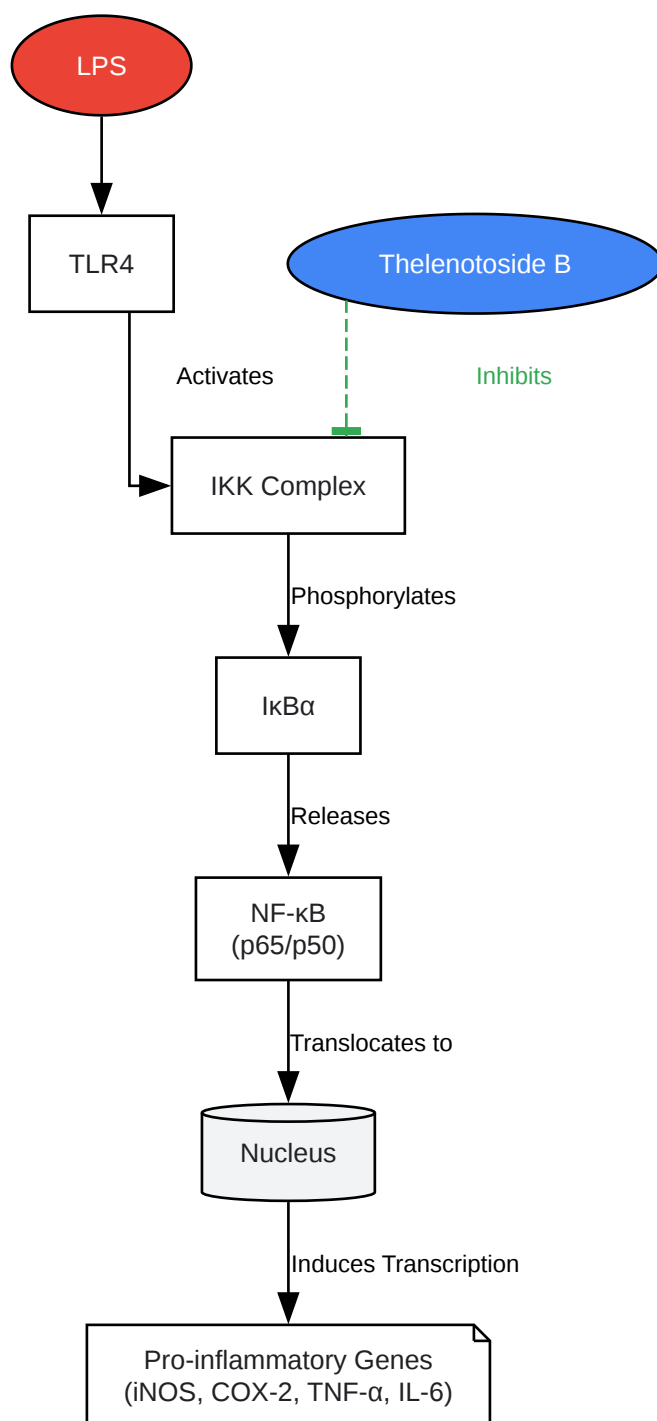 LPS
TLR4
Thelenotoside B
Activates
Inhibits
IKK Complex
Phosphorylates
IκBα
Releases
NF-κB
(p65/p50)
Translocates to
Nucleus
Induces Transcription
Pro-inflammatory Genes
(iNOS, COX-2, TNF-α, IL-6)